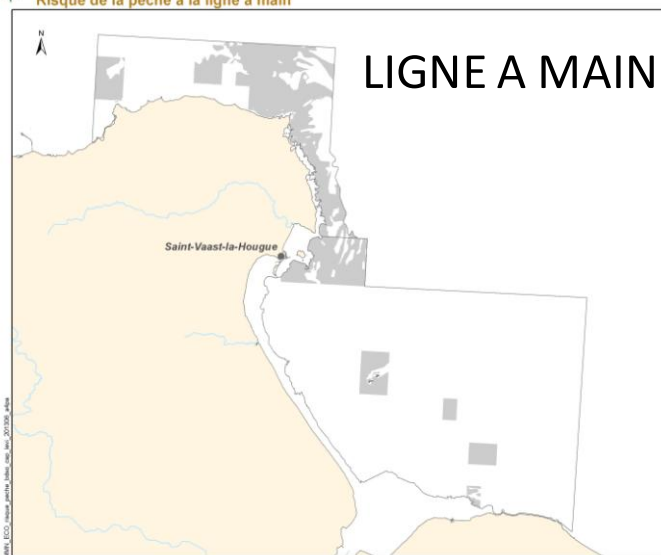 Risque de la pêche à la ligne à main
N
LIGNE A MAIN
Saint-Vaast-la-Hougue